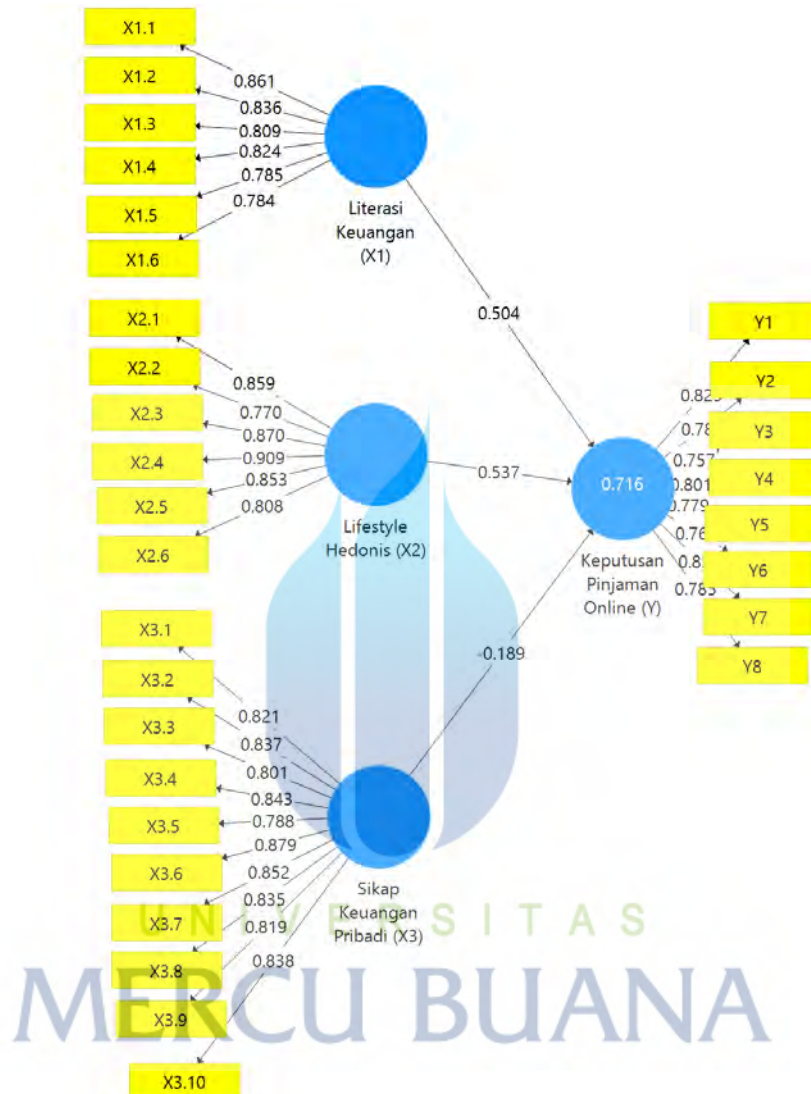 X1.1
X1.2
X1.3
X1.4
X1.5
X1.6
0.861
0.836
0.809
0.824
0.785
0.784
Literasi
Keuangan
(X1)
0.504
X2.1
X2.2
X2.3
X2.4
X2.5
X2.6
0.859
0.770
0.870
0.909
0.853
0.808
Lifestyle
Hedonis (X2)
0.537
X3.1
X3.2
X3.3
X3.4
X3.5
X3.6
X3.7
X3.8
X3.9
X3.10
0.821
0.837
0.801
0.843
0.788
0.879
0.852
0.835
0.819
0.838
Sikap
Keuangan
Pribadi (X3)
-0.189
0.716
Keputusan
Pinjaman
Online (Y)
0.757
0.801
0.779
0.785
Y1
Y2
Y3
Y4
Y5
Y6
Y7
Y8
UNIVERSITAS
MERCU BUANA